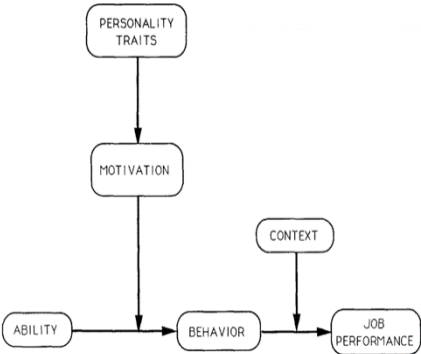 PERSONALITY
TRAITS
MOTIVATION
CONTEXT
ABILITY
BEHAVIOR
JOB
PERFORMANCE